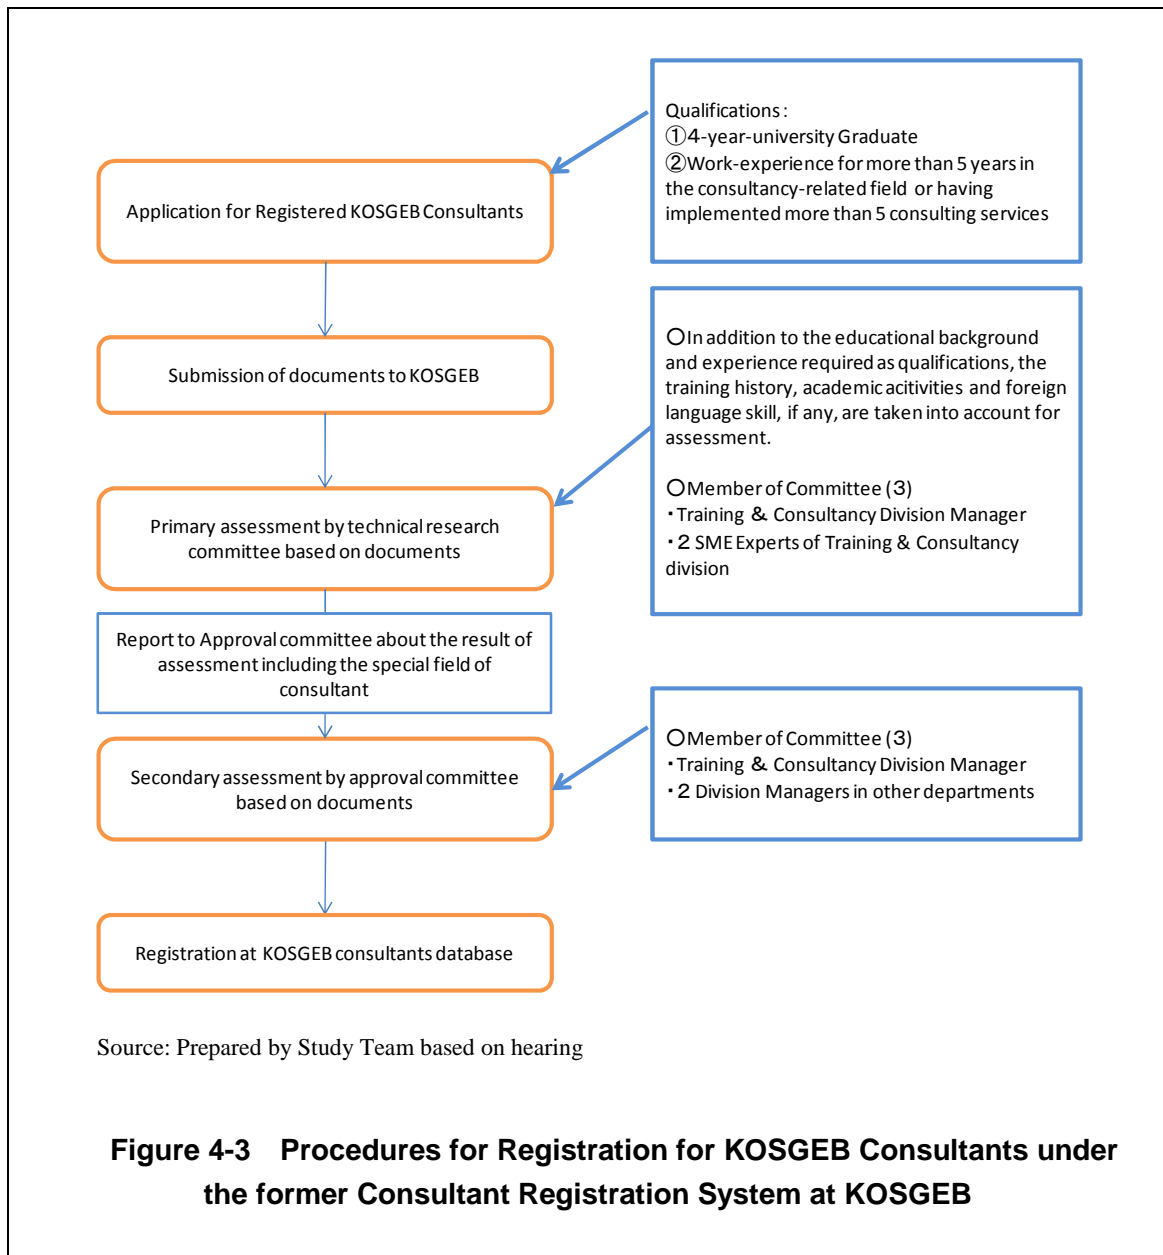 Qualifications :
①4-year-university Graduate
②Work-experience for more than 5 years in
the consultancy-related field or having
implemented more than 5 consulting services
Application for Registered KOSGEB Consultants
Submission of documents to KOSGEB
○In addition to the educational background
and experience required as qualifications, the
training history, academic acitivities and foreign
language skill, if any, are taken into account for
assessment.
○Member of Committee (3)
・Training & Consultancy Division Manager
・2 SME Experts of Training & Consultancy
division
Primary assessment by technical research
committee based on documents
Report to Approval committee about the result of
assessment including the special field of
consultant
Secondary assessment by approval committee
based on documents
○Member of Committee (3)
・Training & Consultancy Division Manager
・2 Division Managers in other departments
Registration at KOSGEB consultants database
Source: Prepared by Study Team based on hearing
Figure 4-3 Procedures for Registration for KOSGEB Consultants under
the former Consultant Registration System at KOSGEB